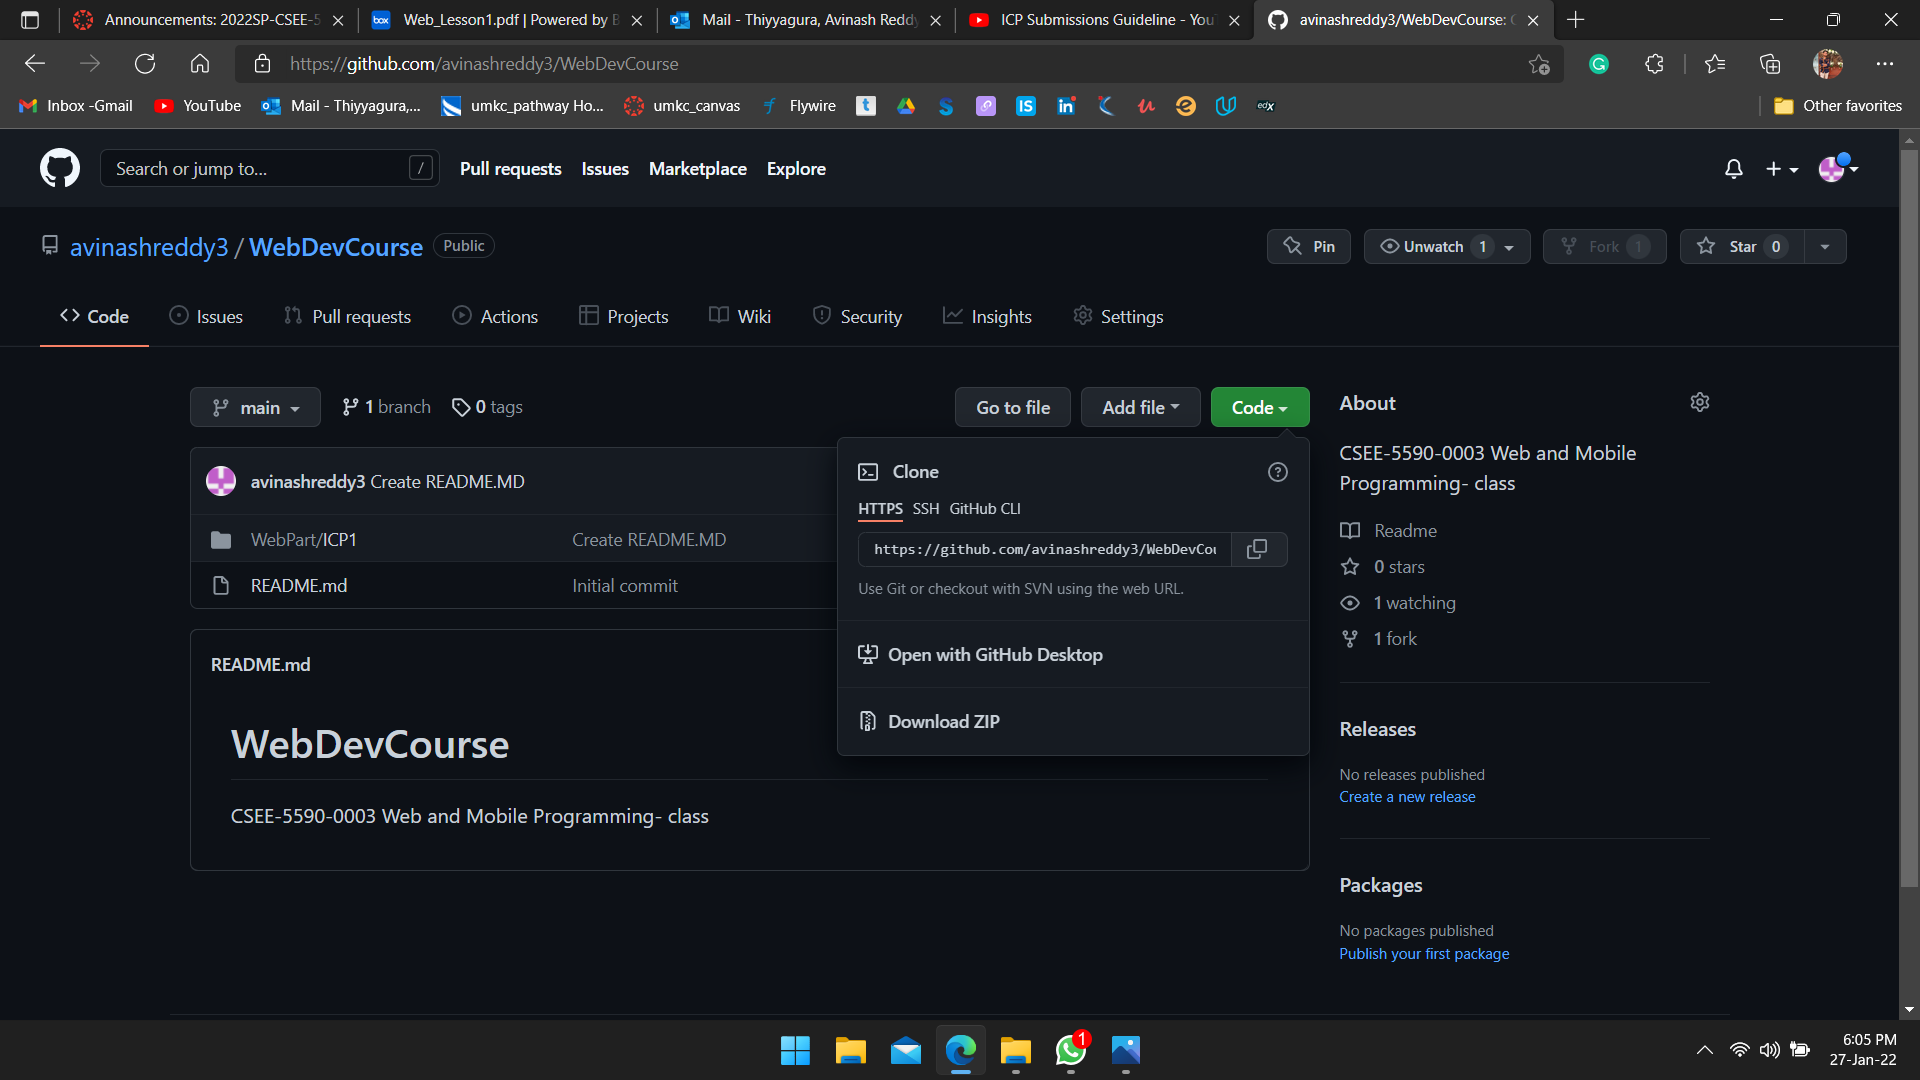 Announcements: 2022SP-CSEE-5
Web_Lesson1.pdf | Powered by B
Mail - Thiyyagura, Avinash Reddy
ICP Submissions Guideline - YouT
avinashreddy3/WebDevCourse: C
https://github.com/avinashreddy3/WebDevCourse
Inbox -Gmail
YouTube
Mail - Thiyyagura,...
umkc_pathway Ho...
umkc_canvas
Flywire
Other favorites
Search or jump to... /
Pull requests
Issues
Marketplace
Explore
avinashreddy3 / WebDevCourse Public
Pin
Unwatch 1
Fork 1
Star 0
Code
Issues
Pull requests
Actions
Projects
Wiki
Security
Insights
Settings
main
1 branch
0 tags
Go to file
Add file
Code
avinashreddy3 Create README.MD
WebPart/ICP1 Create README.MD
README.md Initial commit
Clone
HTTPS SSH GitHub CLI
https://github.com/avinashreddy3/WebDevCou
Use Git or checkout with SVN using the web URL.
Open with GitHub Desktop
Download ZIP
README.md
WebDevCourse
CSEE-5590-0003 Web and Mobile Programming- class
About
CSEE-5590-0003 Web and Mobile
Programming- class
Readme
0 stars
1 watching
1 fork
Releases
No releases published
Create a new release
Packages
No packages published
Publish your first package
1
6:05 PM
27-Jan-22